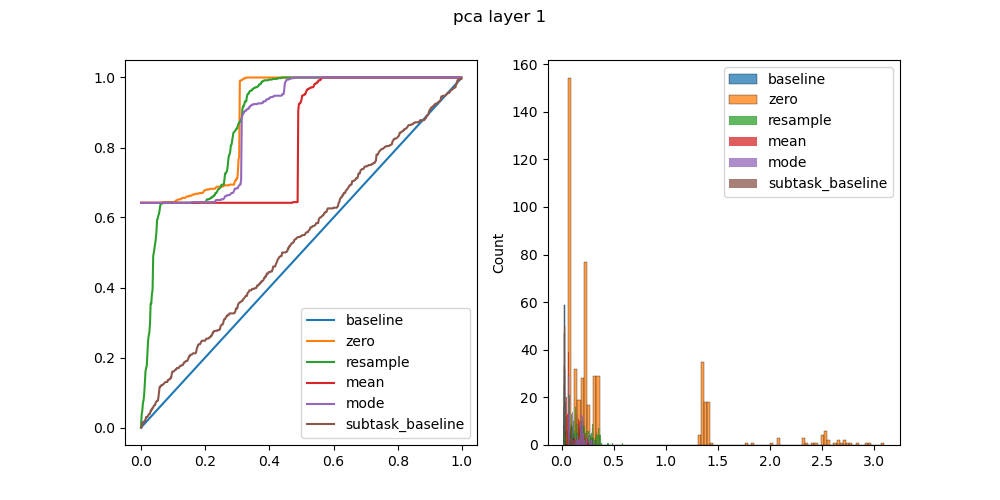 pca layer 1
1.0
0.8
0.6
0.4
0.2
0.0
0.0 0.2 0.4 0.6 0.8 1.0
baseline
zero
resample
mean
mode
subtask_baseline
Count
160
140
120
100
80
60
40
20
0
0.0 0.5 1.0 1.5 2.0 2.5 3.0
baseline
zero
resample
mean
mode
subtask_baseline